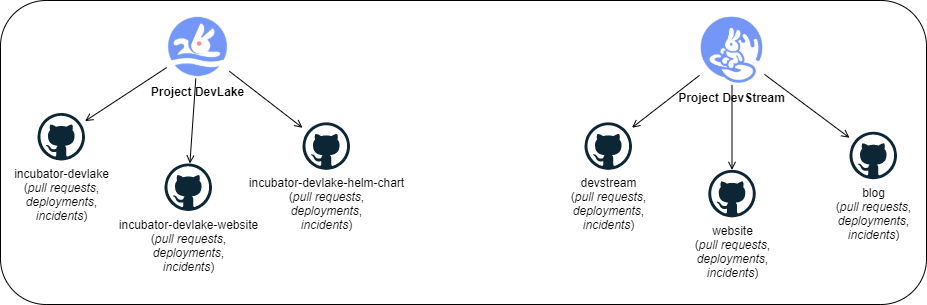 Project DevLake
Project DevStream
incubator-devlake
(pull requests,
deployments,
incidents)
incubator-devlake-website
(pull requests,
deployments,
incidents)
incubator-devlake-helm-chart
(pull requests,
deployments,
incidents)
devstream
(pull requests,
deployments,
incidents)
website
(pull requests,
deployments,
incidents)
blog
(pull requests,
deployments,
incidents)